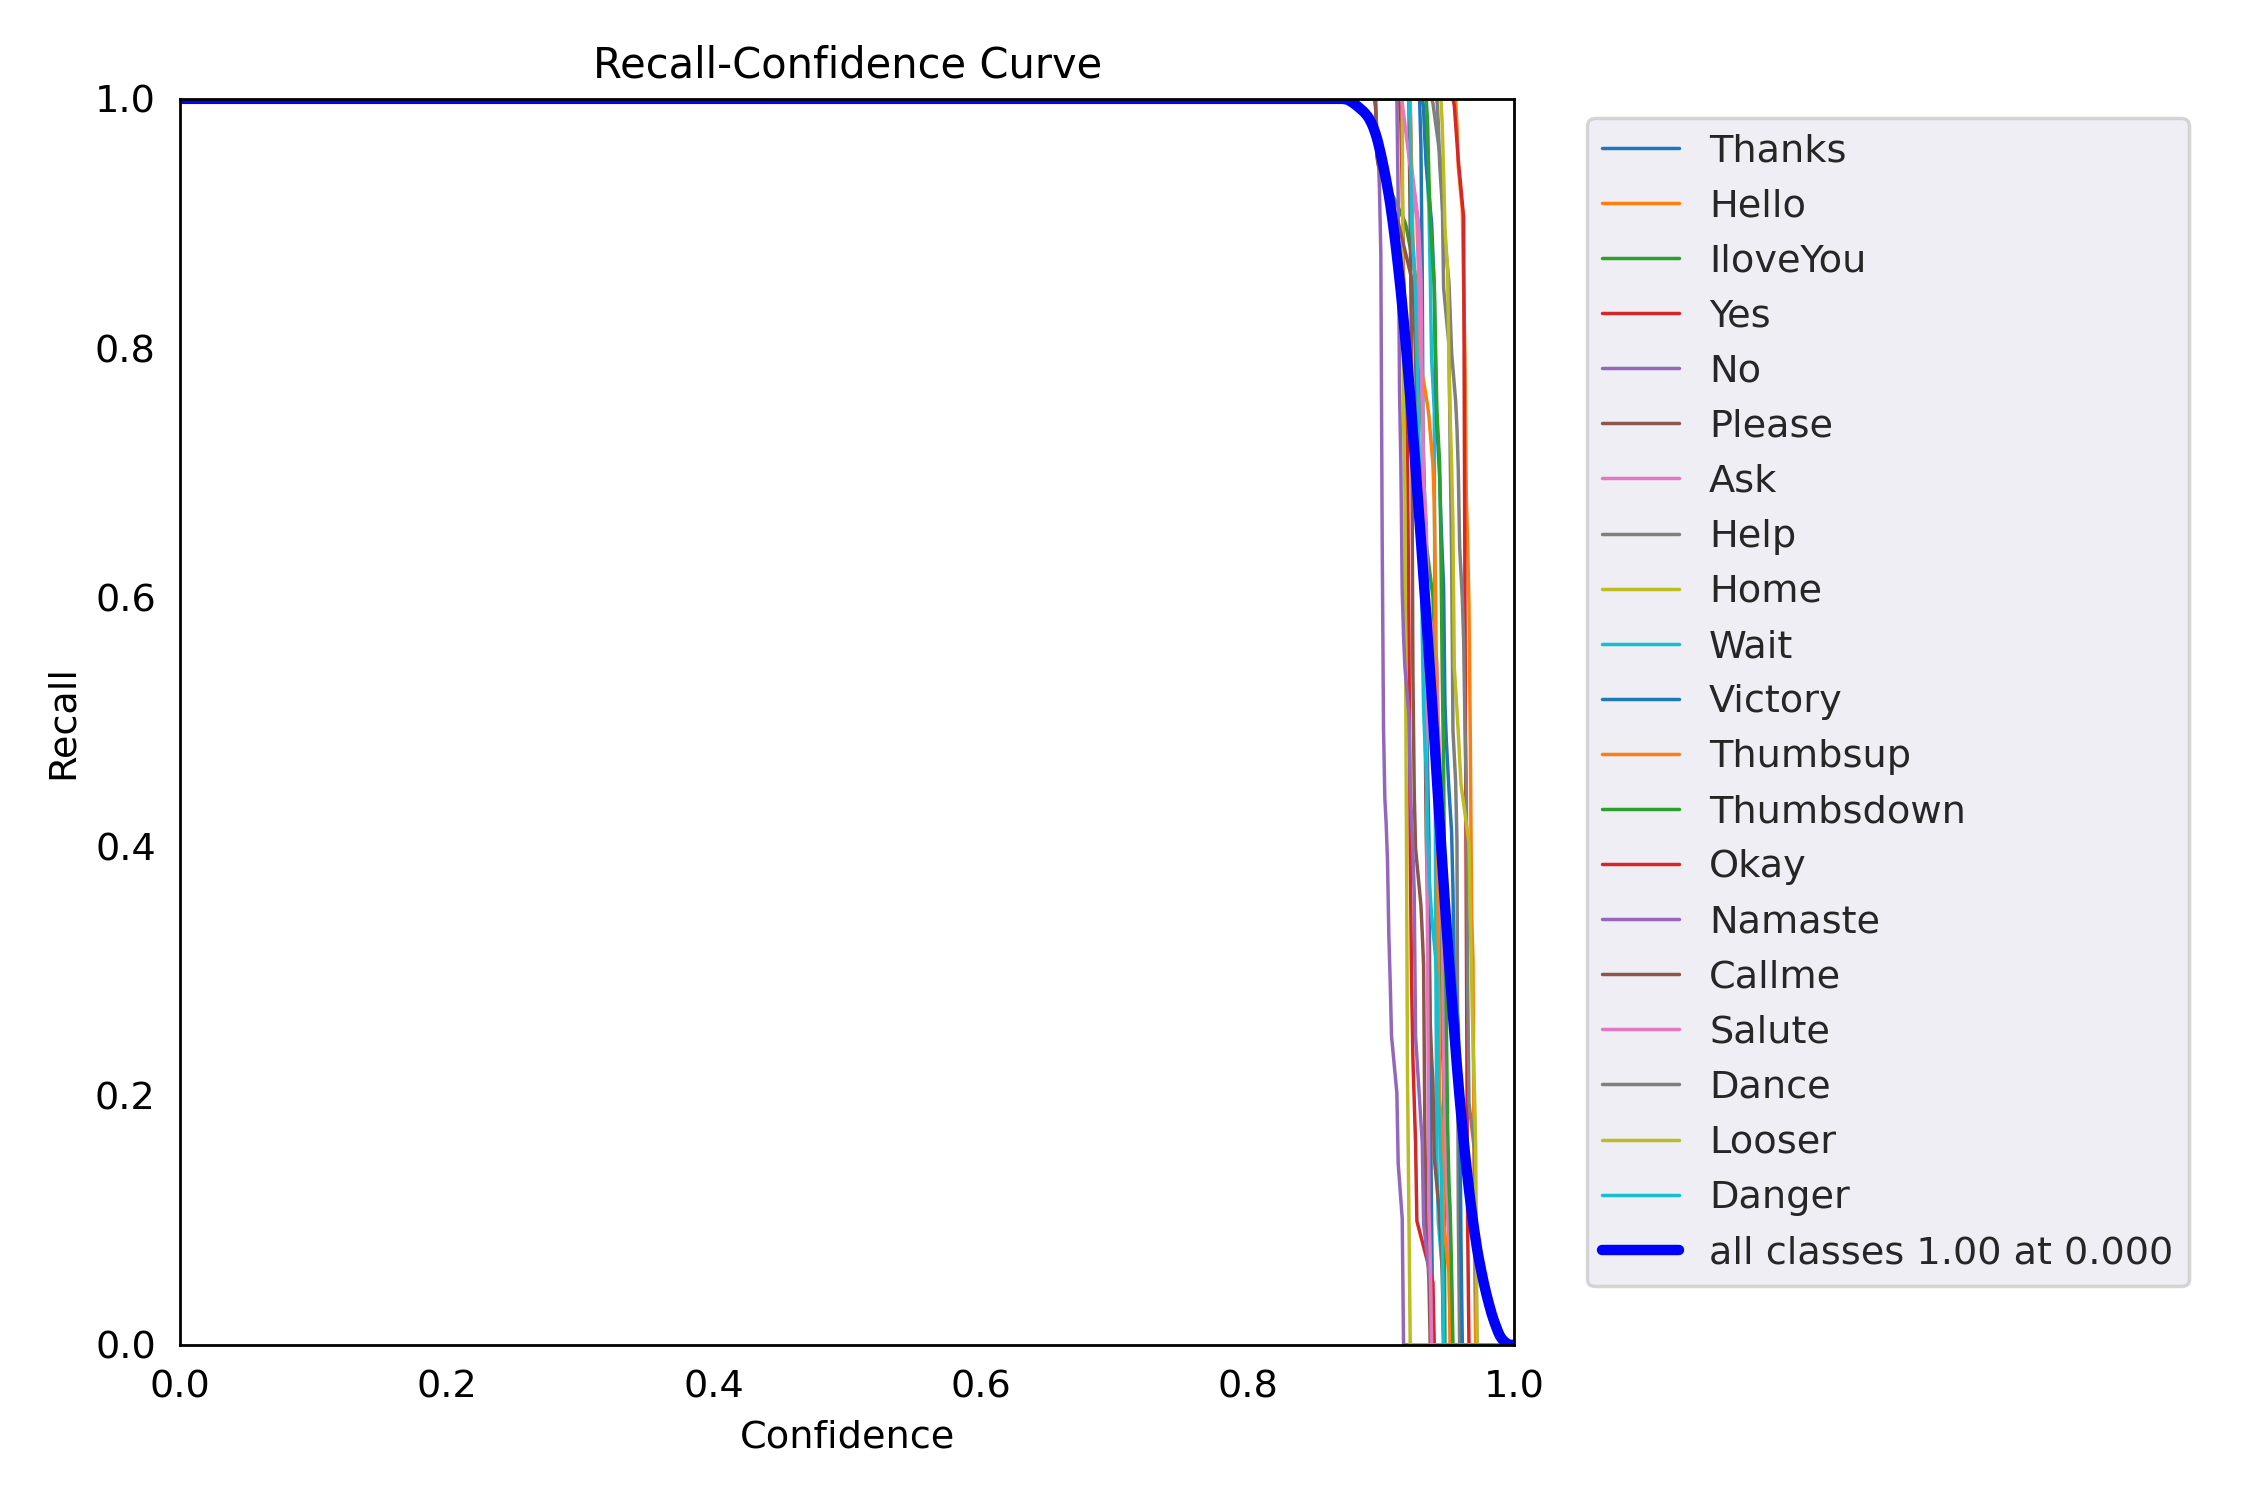 Recall-Confidence Curve
1.0
0.8
0.6
0.4
0.2
0.0
Recall
0.0 0.2 0.4 0.6 0.8 1.0
Confidence
Thanks
Hello
IloveYou
Yes
No
Please
Ask
Help
Home
Wait
Victory
Thumbsup
Thumbsdown
Okay
Namaste
Callme
Salute
Dance
Looser
Danger
all classes 1.00 at 0.000